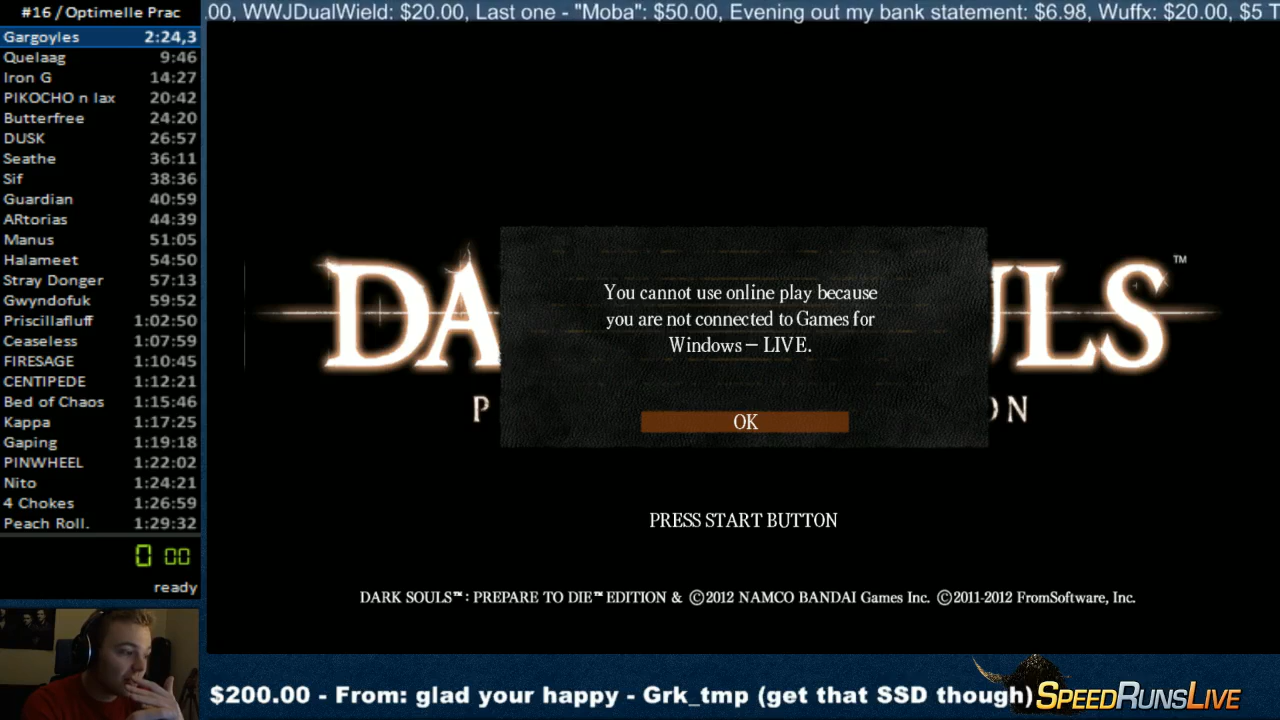 #16 / Optimelle Prac
.00, WWJDualWield: $20.00, Last one - "Moba": $50.00, Evening out my bank statement: $6.98, Wuffx: $20.00, $5 T
Gargoyles 2:24,3
Quelaag 9:46
Iron G 14:27
PIKOCHO n lax 20:42
Butterfree 24:20
DUSK 26:57
Seathe 36:11
Sif 38:36
Guardian 40:59
ARtorias 44:39
Manus 51:05
Halameet 54:50
Stray Donger 57:13
Gwyndofuk 59:52
Priscillafluff 1:02:50
Ceaseless 1:07:59
FIRESAGE 1:10:45
CENTIPEDE 1:12:21
Bed of Chaos 1:15:46
Kappa 1:17:25
Gaping 1:19:18
PINWHEEL 1:22:02
Nito 1:24:21
4 Chokes 1:26:59
Peach Roll. 1:29:32
0 00
ready
DA ULS™
P ON
You cannot use online play because
you are not connected to Games for
Windows – LIVE.
OK
PRESS START BUTTON
DARK SOULS™ : PREPARE TO DIE™ EDITION & ©2012 NAMCO BANDAI Games Inc. ©2011-2012 FromSoftware, Inc.
$200.00 - From: glad your happy - Grk_tmp (get that SSD though)
SPEEDRUNSLIVE